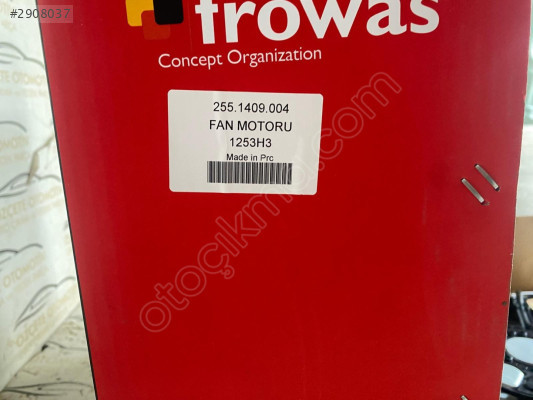 #2908037
frowas
Concept Organization
255.1409.004
FAN MOTORU
1253H3
Made in Prc
otoçıkma.com